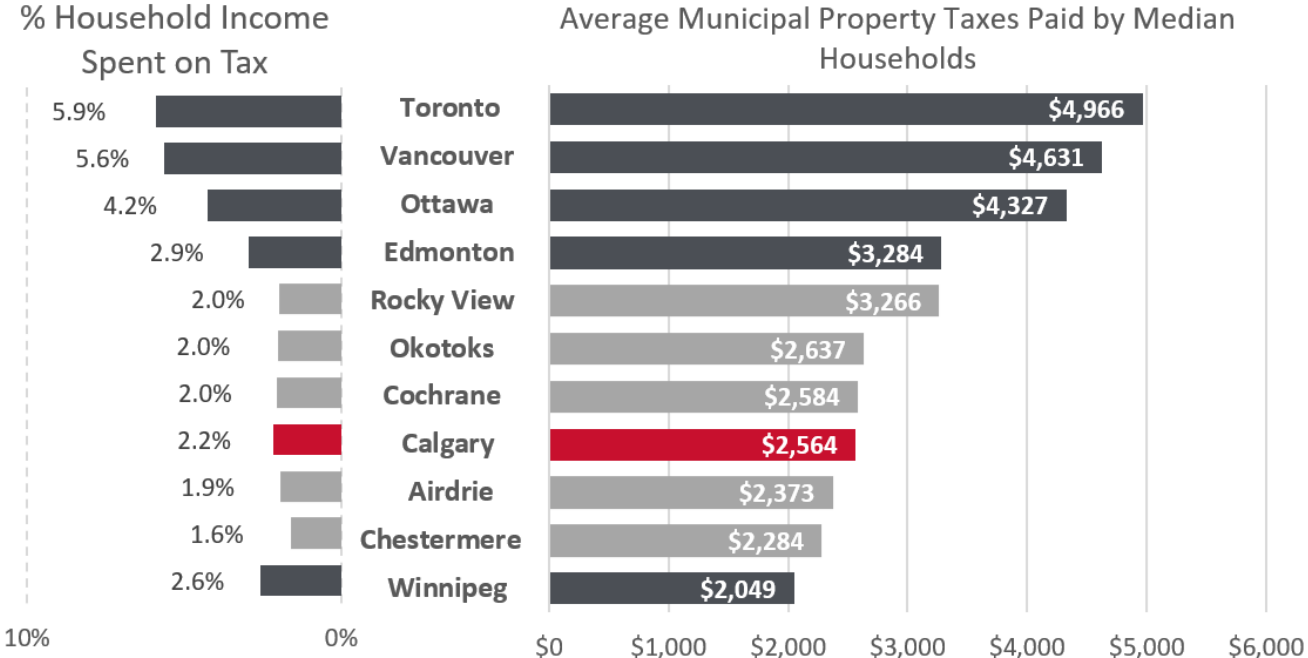 % Household Income
Spent on Tax
Average Municipal Property Taxes Paid by Median
Households
5.9% Toronto $4,966
5.6% Vancouver $4,631
4.2% Ottawa $4,327
2.9% Edmonton $3,284
2.0% Rocky View $3,266
2.0% Okotoks $2,637
2.0% Cochrane $2,584
2.2% Calgary $2,564
1.9% Airdrie $2,373
1.6% Chestermere $2,284
2.6% Winnipeg $2,049
10% 0% $0 $1,000 $2,000 $3,000 $4,000 $5,000 $6,000